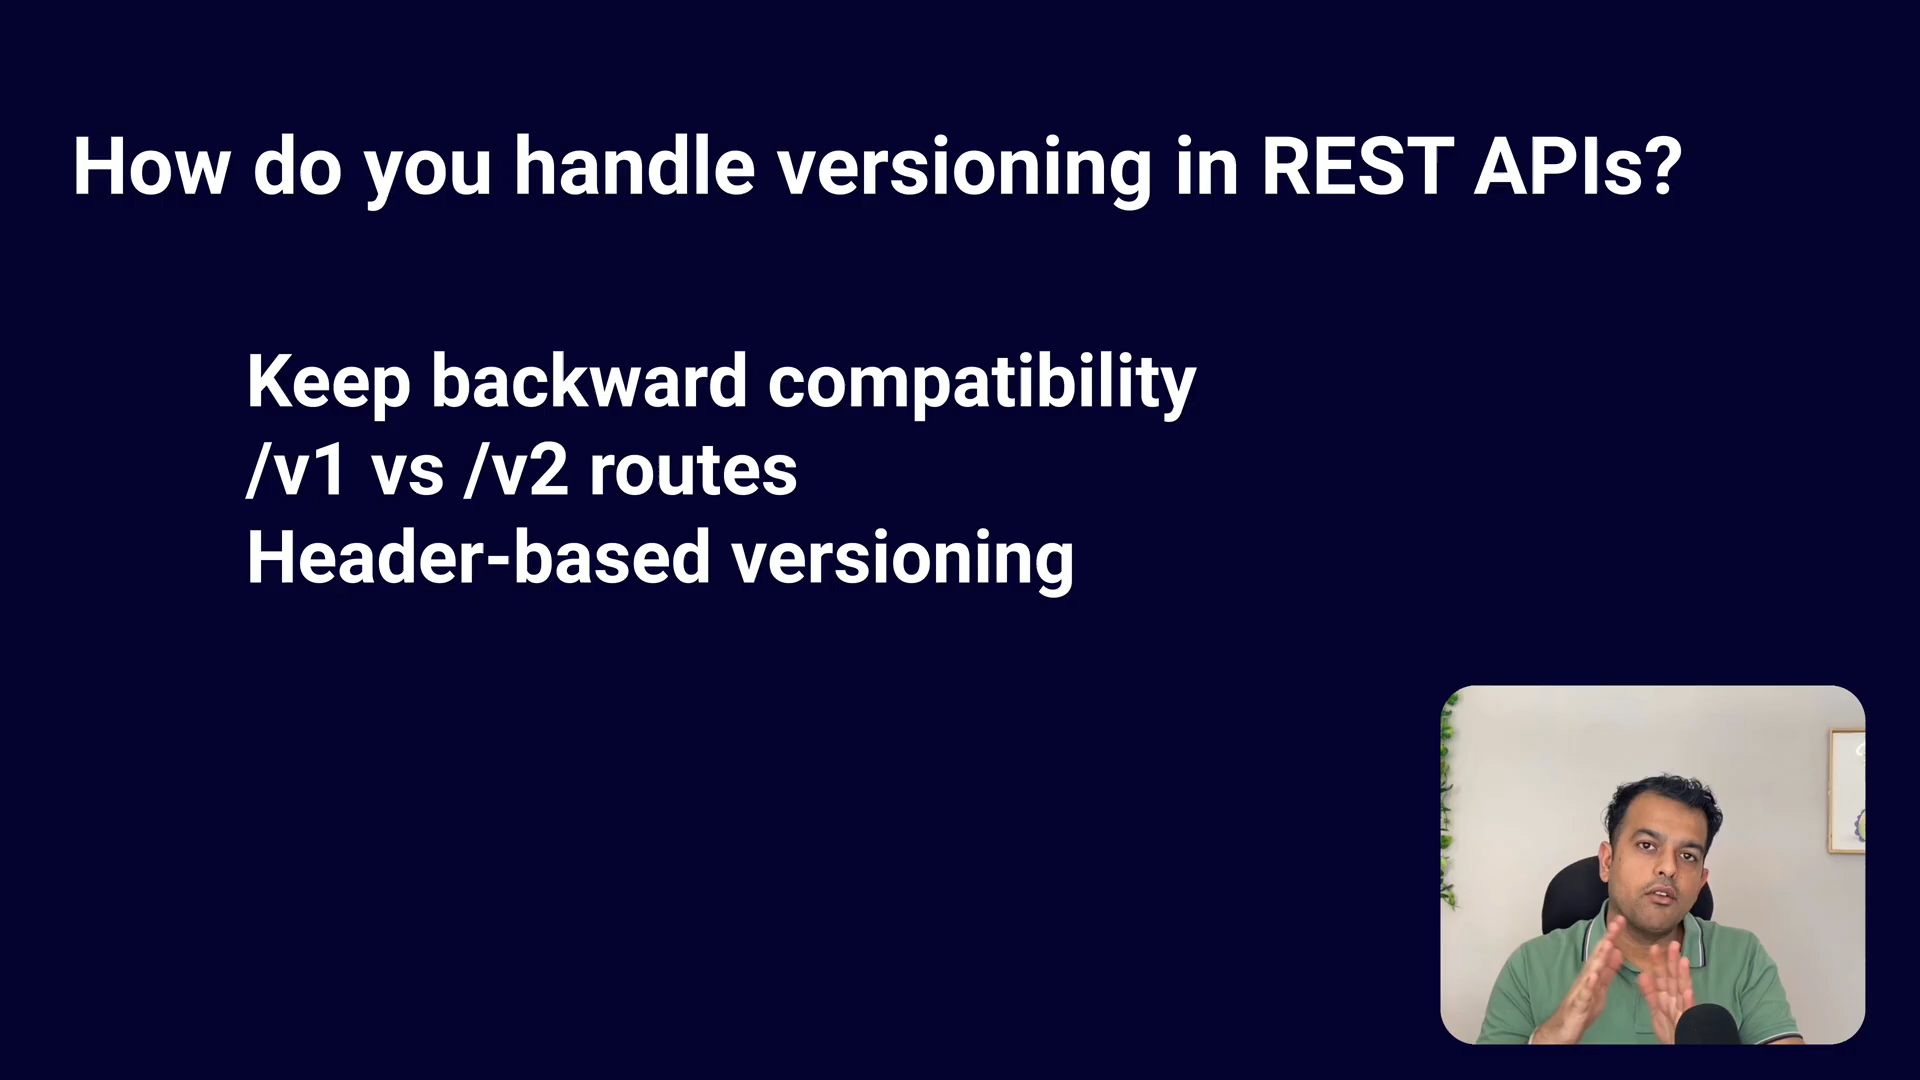 How do you handle versioning in REST APIs?
Keep backward compatibility
/v1 vs /v2 routes
Header-based versioning